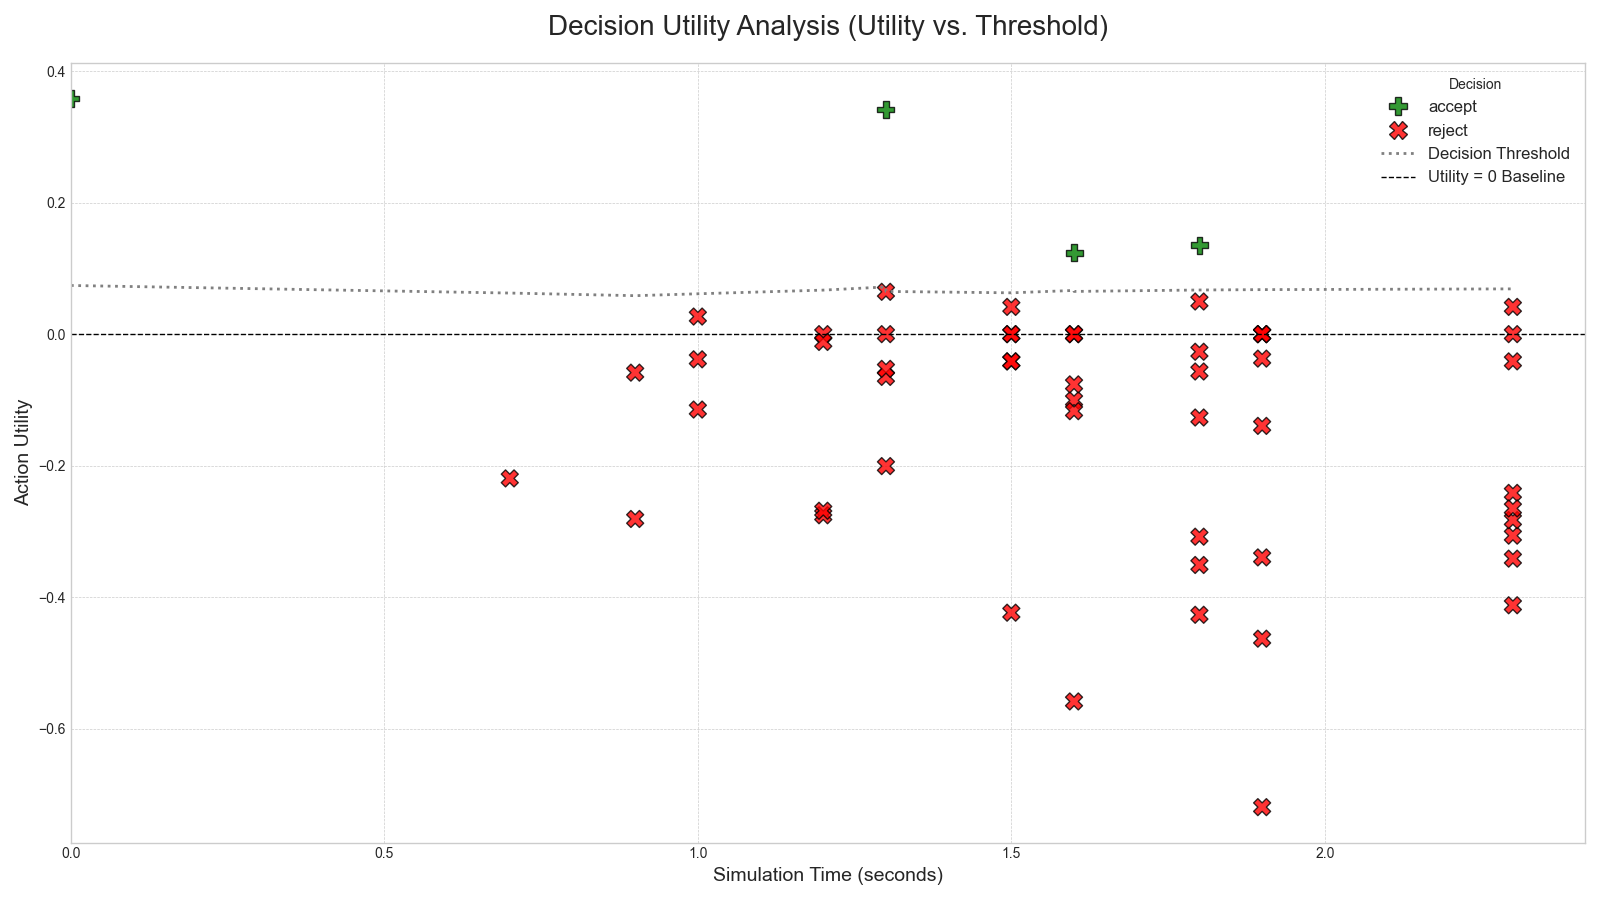 Decision Utility Analysis (Utility vs. Threshold)
Decision
accept
reject
Decision Threshold
Utility = 0 Baseline
Action Utility
0.4
0.2
0.0
−0.2
−0.4
−0.6
0.0
0.5
1.0
1.5
2.0
Simulation Time (seconds)